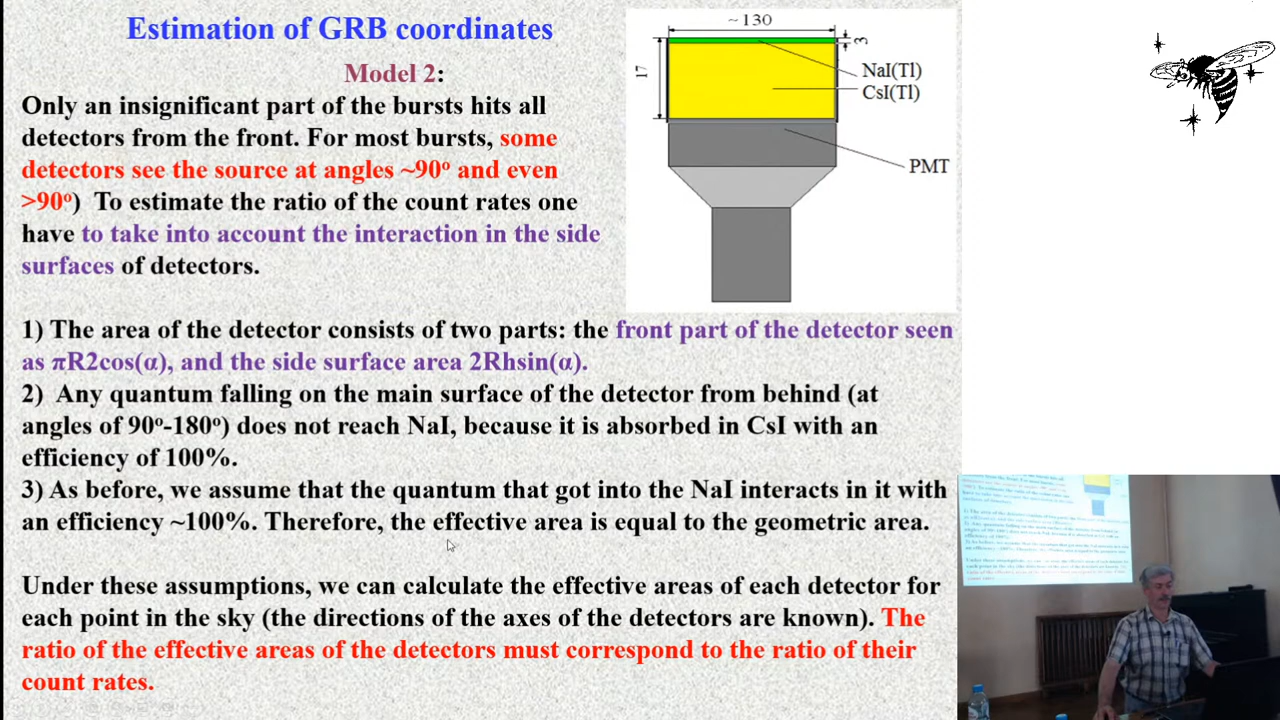 Estimation of GRB coordinates
Model 2:
Only an insignificant part of the bursts hits all
detectors from the front. For most bursts, some
detectors see the source at angles ~90º and even
>90º)  To estimate the ratio of the count rates one
have to take into account the interaction in the side
surfaces of detectors.
~130
3
17
NaI(Tl)
CsI(Tl)
PMT
1) The area of the detector consists of two parts: the front part of the detector seen
as πR2cos(α), and the side surface area 2Rhsin(α).
2)  Any quantum falling on the main surface of the detector from behind (at
angles of 90º-180º) does not reach NaI, because it is absorbed in CsI with an
efficiency of 100%.
3) As before, we assume that the quantum that got into the NaI interacts in it with
an efficiency ~100%. Therefore, the effective area is equal to the geometric area.
Under these assumptions, we can calculate the effective areas of each detector for
each point in the sky (the directions of the axes of the detectors are known). The
ratio of the effective areas of the detectors must correspond to the ratio of their
count rates.